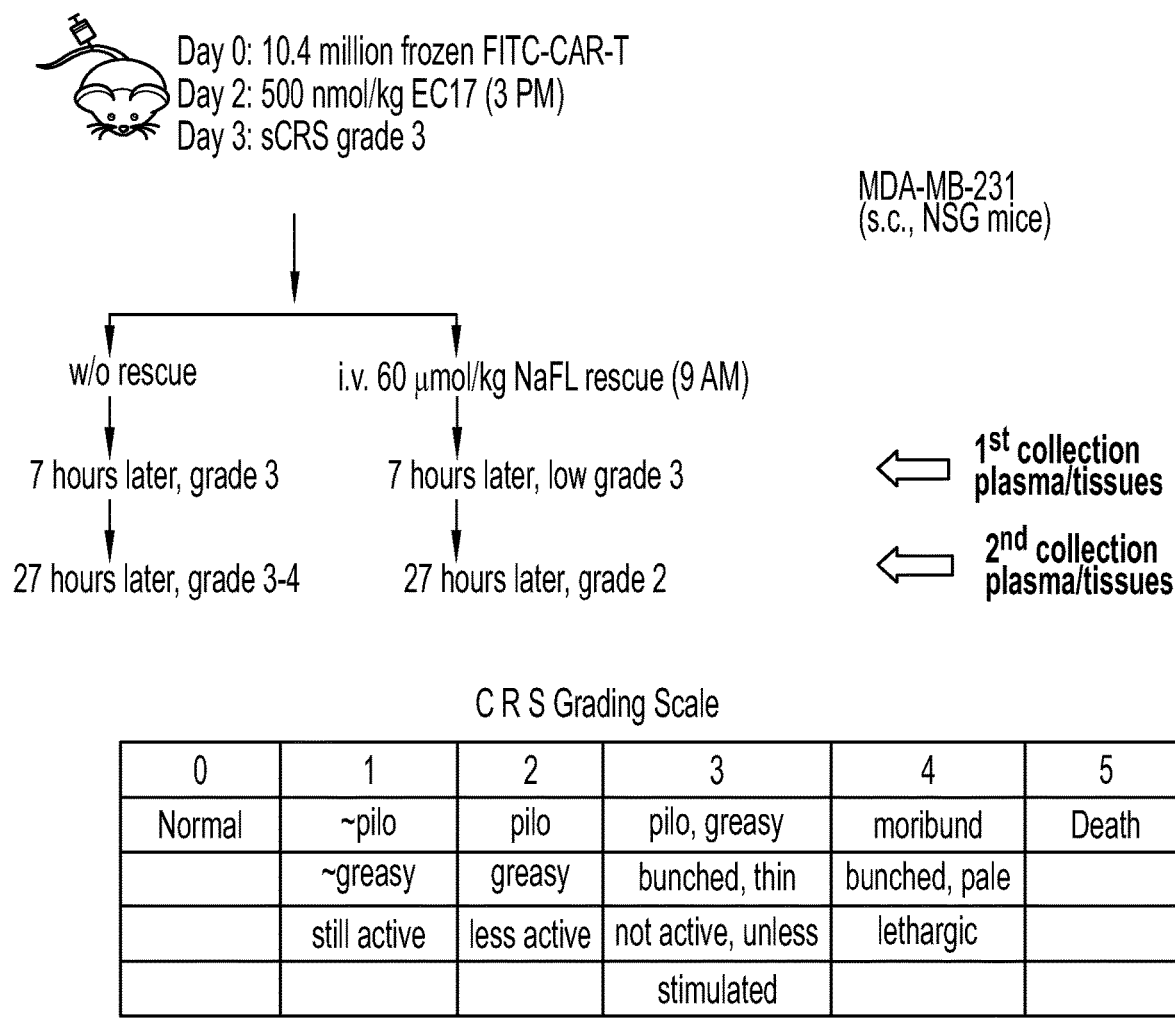 Day 0: 10.4 million frozen FITC-CAR-T
Day 2: 500 nmol/kg EC17 (3 PM)
Day 3: sCRS grade 3
MDA-MB-231
(s.c., NSG mice)
w/o rescue
i.v. 60 μmol/kg NaFL rescue (9 AM)
7 hours later, grade 3
7 hours later, low grade 3
1st collection
plasma/tissues
27 hours later, grade 3-4
27 hours later, grade 2
2nd collection
plasma/tissues
C R S Grading Scale
0 1 2 3 4 5
Normal ~pilo pilo pilo, greasy moribund Death
~greasy greasy bunched, thin bunched, pale
still active less active not active, unless lethargic
stimulated